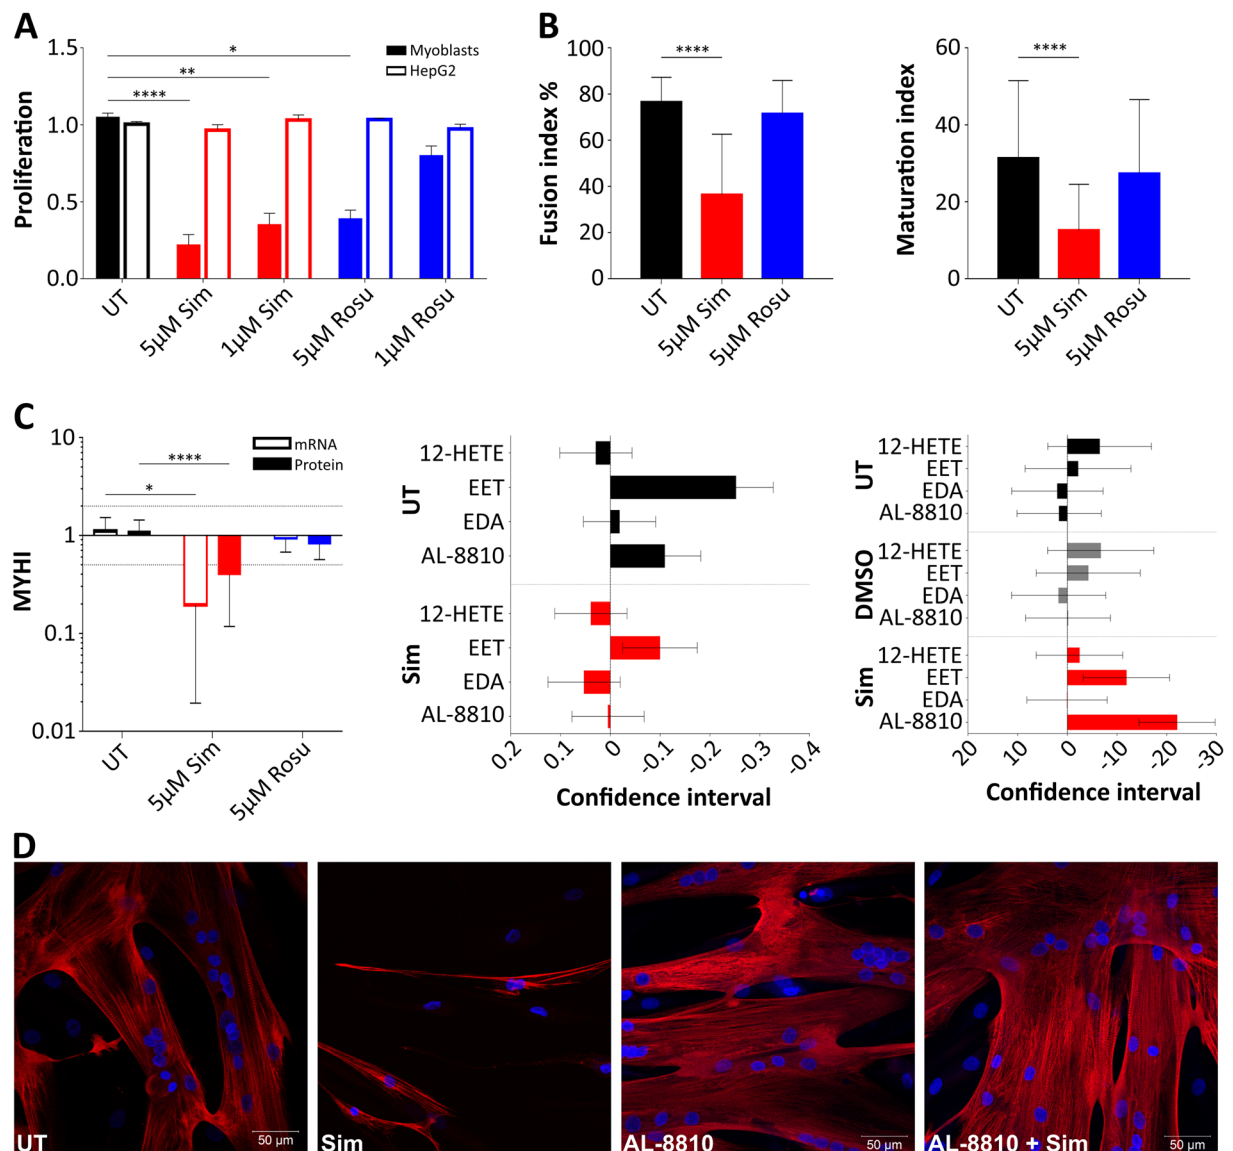 A
1.5
1.0
0.5
0.0
Proliferation
*
**
****
Myoblasts
HepG2
UT
5µM Sim
1µM Sim
5µM Rosu
1µM Rosu
B
100
80
60
40
20
0
Fusion index %
****
UT
5µM Sim
5µM Rosu
60
40
20
0
Maturation index
****
UT
5µM Sim
5µM Rosu
C
10
1
0.1
0.01
MYHI
mRNA
Protein
****
*
UT
5µM Sim
5µM Rosu
UT
12-HETE
EET
EDA
AL-8810
Sim
12-HETE
EET
EDA
AL-8810
0.2 0.1 0 -0.1 -0.2 -0.3 -0.4
Confidence interval
UT
12-HETE
EET
EDA
AL-8810
DMSO
12-HETE
EET
EDA
AL-8810
Sim
12-HETE
EET
EDA
AL-8810
20 10 0 -10 -20 -30
Confidence interval
D
UT
50 µm
Sim
AL-8810
50 µm
AL-8810 + Sim
50 µm